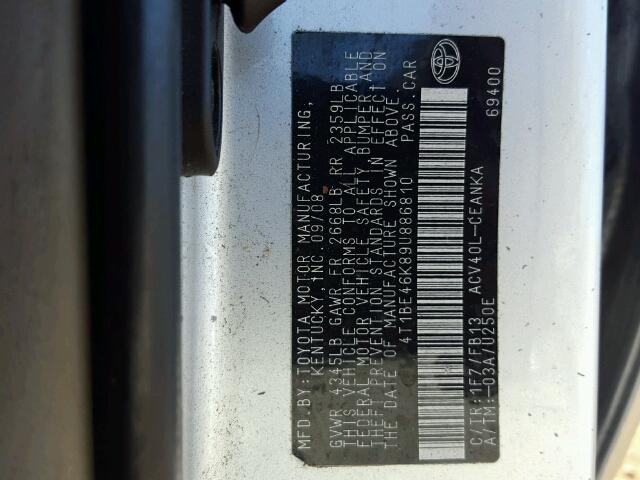 MFD.BY:TOYOTA MOTOR MANUFACTURING,
KENTUCKY, INC. 09/08
GVWR 4345LB GAWR FR 2668LB RR 2359LB
THIS VEHICLE CONFORMS TO ALL APPLICABLE
FEDERAL MOTOR VEHICLE SAFETY, BUMPER, AND
THEFT PREVENTION STANDARDS IN EFFECT ON
THE DATE OF MANUFACTURE SHOWN ABOVE.
4T1BE46K89U886810 PASS.CAR
C/TR:1F7/FB13 ACV40L-CEANKA
A/TM:-03A/U250E 69400